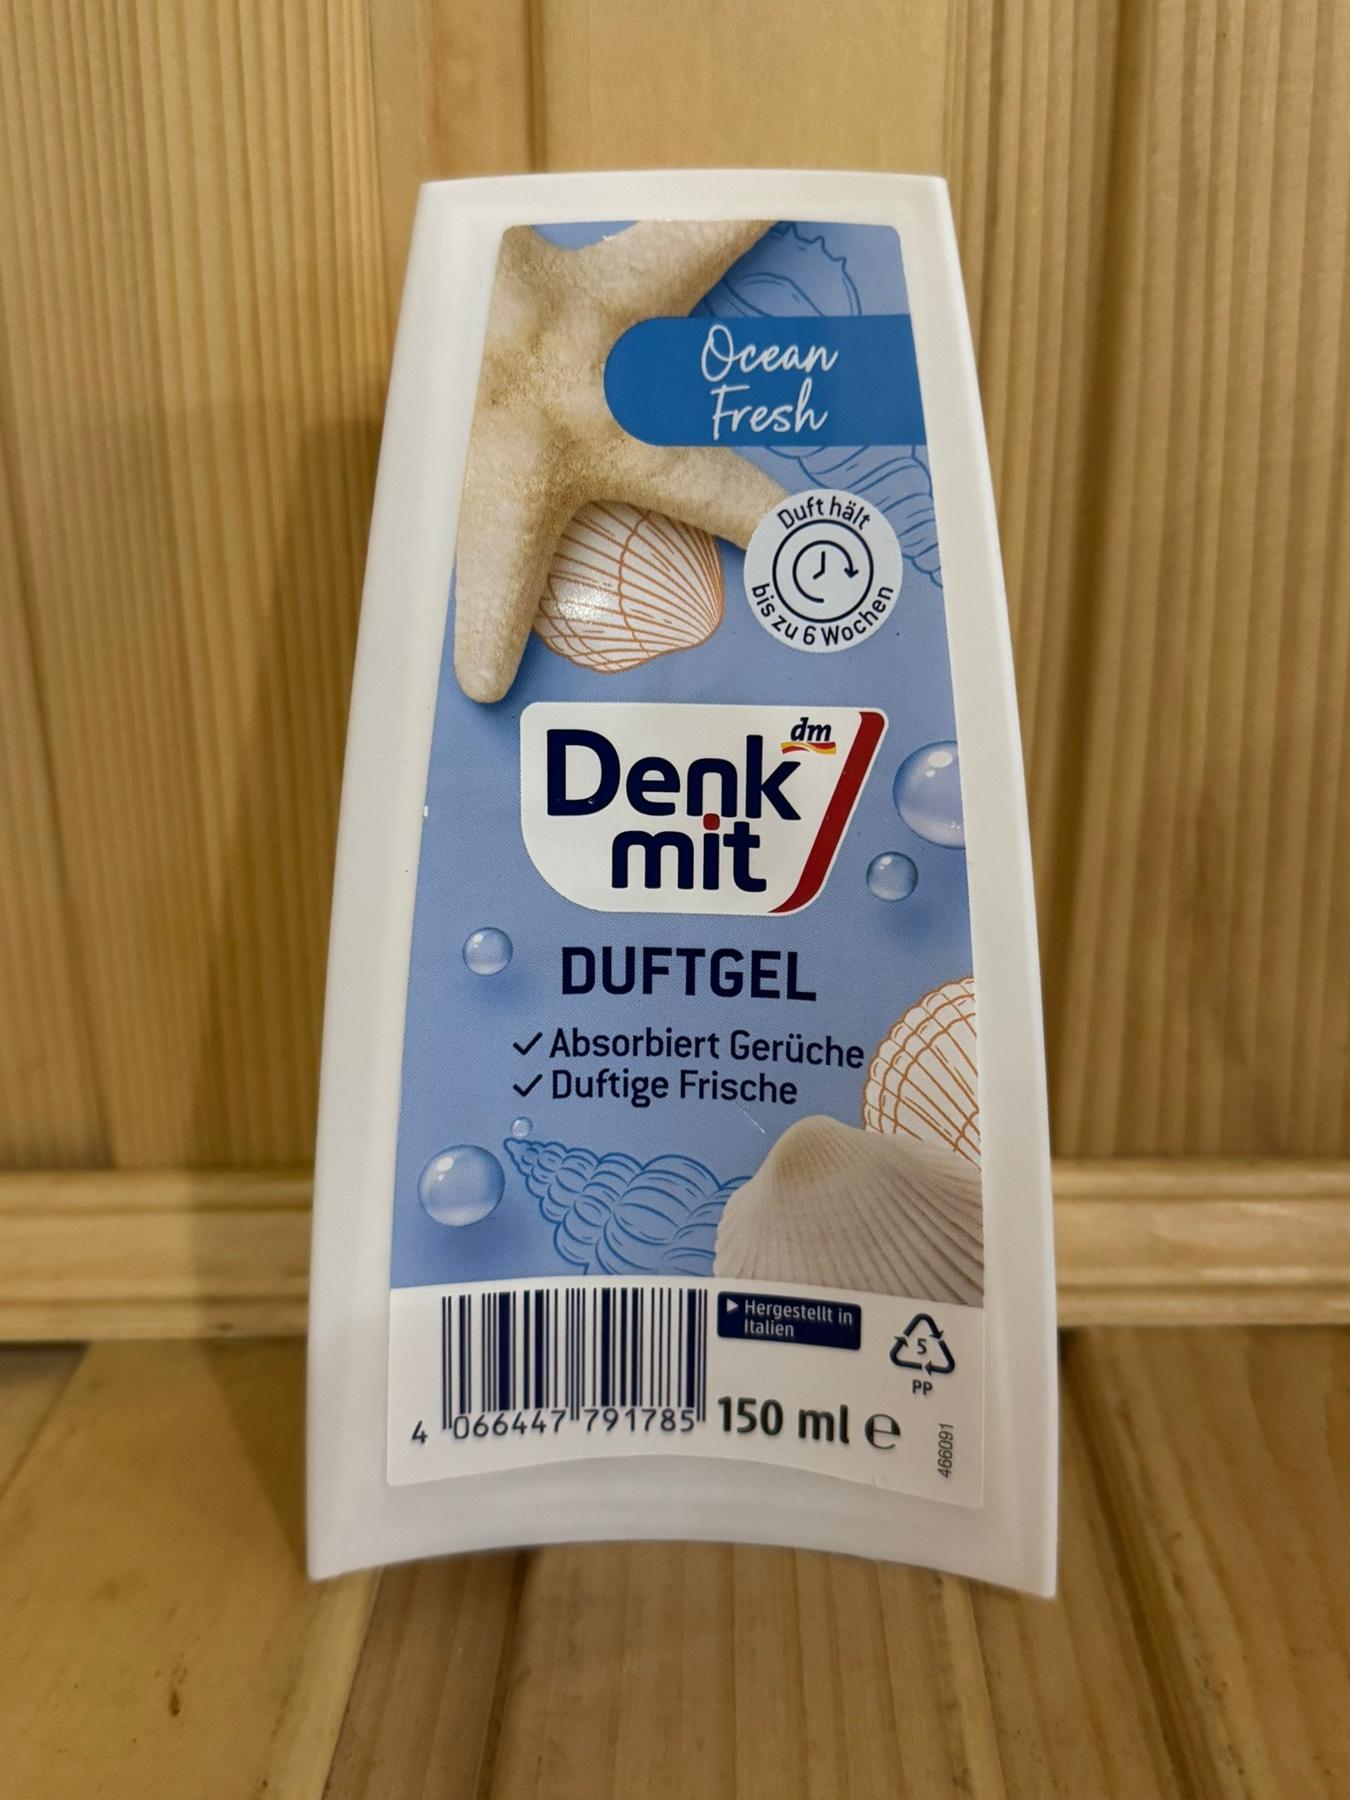 Ocean
Fresh
Duft hält
bis zu 6 Wochen
dm
Denk
mit
DUFTGEL
✓ Absorbiert Gerüche
✓ Duftige Frische
▶ Hergestellt in
Italien
5
PP
4 066447 791785
150 ml ℮
466091